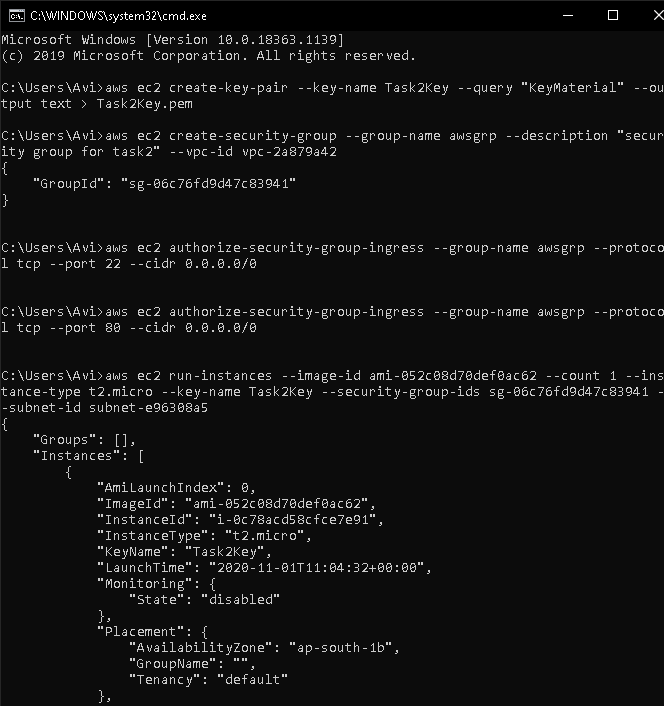 C:\WINDOWS\system32\cmd.exe
Microsoft Windows [Version 10.0.18363.1139]
(c) 2019 Microsoft Corporation. All rights reserved.
C:\Users\Avi>aws ec2 create-key-pair --key-name Task2Key --query "KeyMaterial" --ou
tput text > Task2Key.pem
C:\Users\Avi>aws ec2 create-security-group --group-name awsgrp --description "secur
ity group for task2" --vpc-id vpc-2a879a42
{
    "GroupId": "sg-06c76fd9d47c83941"
}
C:\Users\Avi>aws ec2 authorize-security-group-ingress --group-name awsgrp --protoco
l tcp --port 22 --cidr 0.0.0.0/0
C:\Users\Avi>aws ec2 authorize-security-group-ingress --group-name awsgrp --protoco
l tcp --port 80 --cidr 0.0.0.0/0
C:\Users\Avi>aws ec2 run-instances --image-id ami-052c08d70def0ac62 --count 1 --ins
tance-type t2.micro --key-name Task2Key --security-group-ids sg-06c76fd9d47c83941 -
-subnet-id subnet-e96308a5
{
    "Groups": [],
    "Instances": [
        {
            "AmiLaunchIndex": 0,
            "ImageId": "ami-052c08d70def0ac62",
            "InstanceId": "i-0c78acd58cfce7e91",
            "InstanceType": "t2.micro",
            "KeyName": "Task2Key",
            "LaunchTime": "2020-11-01T11:04:32+00:00",
            "Monitoring": {
                "State": "disabled"
            },
            "Placement": {
                "AvailabilityZone": "ap-south-1b",
                "GroupName": "",
                "Tenancy": "default"
            },